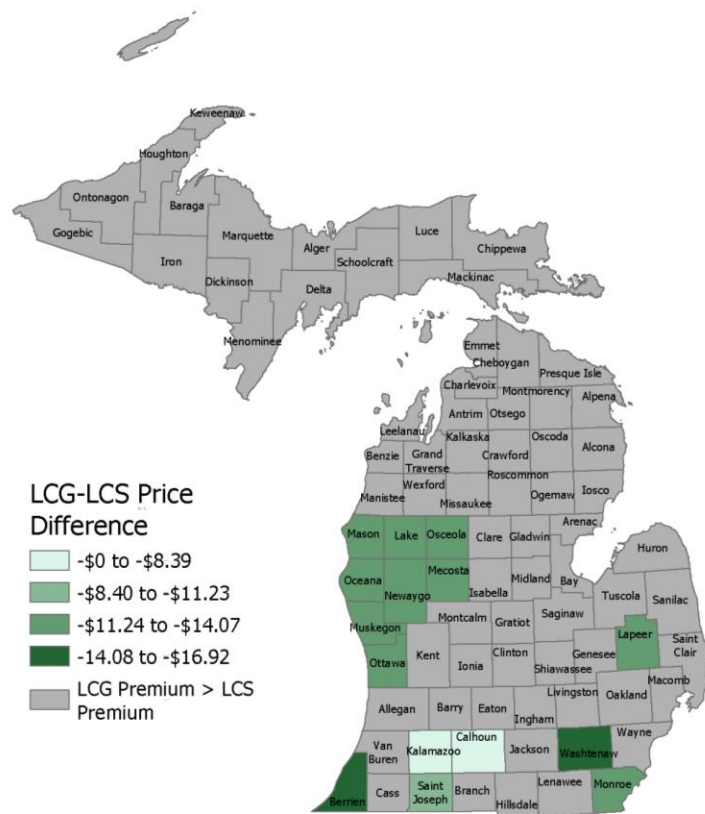 Keweenaw
Houghton
Ontonagon
Baraga
Gogebic
Marquette
Alger
Luce
Chippewa
Iron
Schoolcraft
Dickinson
Delta
Mackinac
Menominee
Emmet
Cheboygan
Presque Isle
Charlevoix
Montmorency
Alpena
Antrim
Otsego
Leelanau
Kalkaska
Oscoda
Benzie
Grand
Traverse
Crawford
Alcona
Wexford
Roscommon
Manistee
Missaukee
Ogemaw
Iosco
LCG-LCS Price
Difference
-$0 to -$8.39
-$8.40 to -$11.23
-$11.24 to -$14.07
-14.08 to -$16.92
LCG Premium > LCS
Premium
Arenac
Mason
Lake
Osceola
Clare
Gladwin
Huron
Oceana
Newaygo
Mecosta
Isabella
Midland
Bay
Tuscola
Sanilac
Muskegon
Montcalm
Gratiot
Saginaw
Lapeer
Saint
Clair
Ottawa
Kent
Ionia
Clinton
Shiawassee
Genesee
Macomb
Livingston
Oakland
Allegan
Barry
Eaton
Ingham
Wayne
Van
Buren
Kalamazoo
Calhoun
Jackson
Washtenaw
Berrien
Cass
Saint
Joseph
Branch
Hillsdale
Lenawee
Monroe